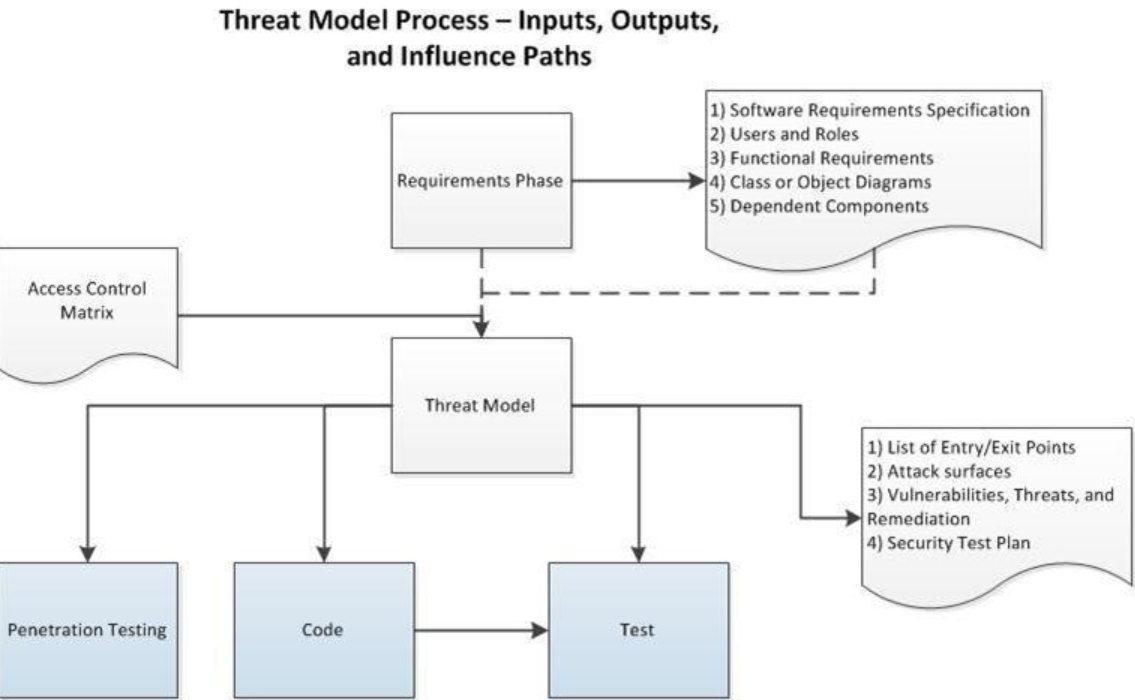 Threat Model Process – Inputs, Outputs,
and Influence Paths
Requirements Phase
1) Software Requirements Specification
2) Users and Roles
3) Functional Requirements
4) Class or Object Diagrams
5) Dependent Components
Access Control
Matrix
Threat Model
1) List of Entry/Exit Points
2) Attack surfaces
3) Vulnerabilities, Threats, and
Remediation
4) Security Test Plan
Penetration Testing
Code
Test